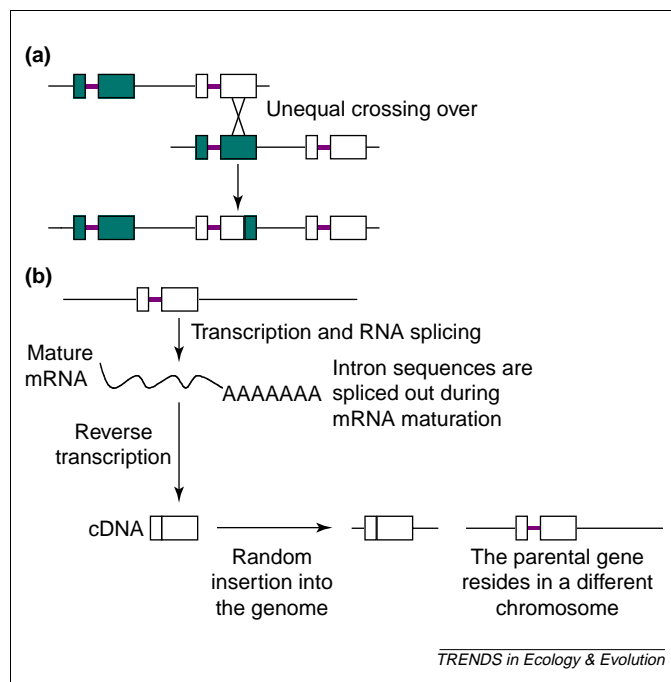 (a)
Unequal crossing over
(b)
Transcription and RNA splicing
Mature
mRNA
AAAAAAA
Intron sequences are
spliced out during
mRNA maturation
Reverse
transcription
cDNA
Random
insertion into
the genome
The parental gene
resides in a different
chromosome
TRENDS in Ecology & Evolution